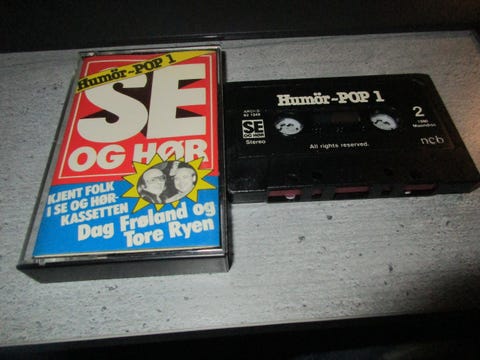 Humör-POP 1
SE
OG HØR
KJENT FOLK
I SE OG HØR-
KASSETTEN
Dag Frøland og
Tore Ryen
Humör-POP 1
SE
OG HØR
Stereo
2
1980
All rights reserved.
ncb